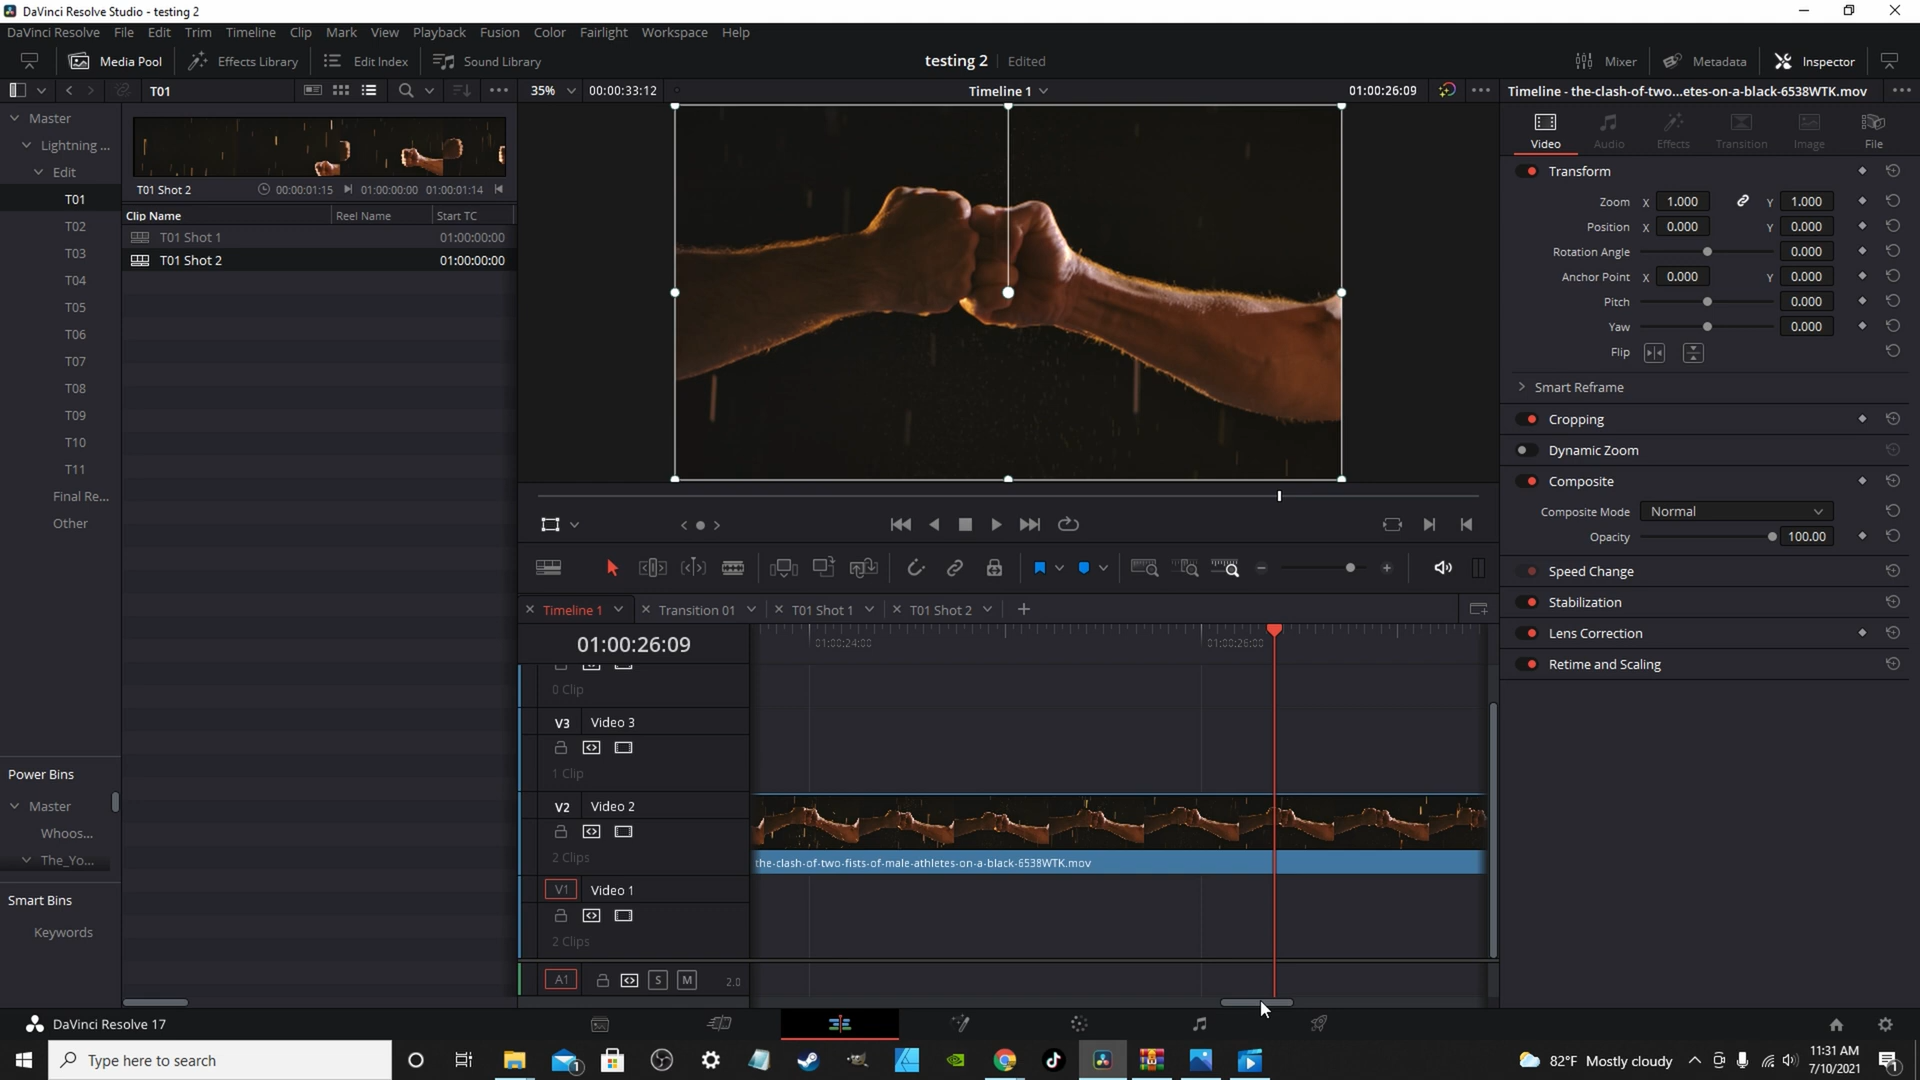 DaVinci Resolve Studio - testing 2
DaVinci Resolve File Edit Trim Timeline Clip Mark View Playback Fusion Color Fairlight Workspace Help
Media Pool Effects Library Edit Index Sound Library testing 2 Edited Mixer Metadata Inspector
T01 35% 00:00:33:12 Timeline 1 01:00:26:09 Timeline - the-clash-of-two...etes-on-a-black-6538WTK.mov
Master
Lightning ...
Edit
T01
T02
T03
T04
T05
T06
T07
T08
T09
T10
T11
Final Re...
Other
T01 Shot 2 00:00:01:15 01:00:00:00 01:00:01:14
Clip Name Reel Name Start TC
T01 Shot 1 01:00:00:00
T01 Shot 2 01:00:00:00
Video Audio Effects Transition Image File
Transform
Zoom X 1.000 Y 1.000
Position X 0.000 Y 0.000
Rotation Angle 0.000
Anchor Point X 0.000 Y 0.000
Pitch 0.000
Yaw 0.000
Flip
Smart Reframe
Cropping
Dynamic Zoom
Composite
Composite Mode Normal
Opacity 100.00
Speed Change
Stabilization
Lens Correction
Retime and Scaling
Timeline 1 Transition 01 T01 Shot 1 T01 Shot 2
01:00:26:09 01:00:24:00 01:00:26:00
0 Clip
V3 Video 3
1 Clip
V2 Video 2
2 Clips
the-clash-of-two-fists-of-male-athletes-on-a-black-6538WTK.mov
V1 Video 1
2 Clips
A1 S M 2.0
Power Bins
Master
Whoos...
The_Yo...
Smart Bins
Keywords
DaVinci Resolve 17
Type here to search
1
82°F Mostly cloudy
11:31 AM
7/10/2021
1